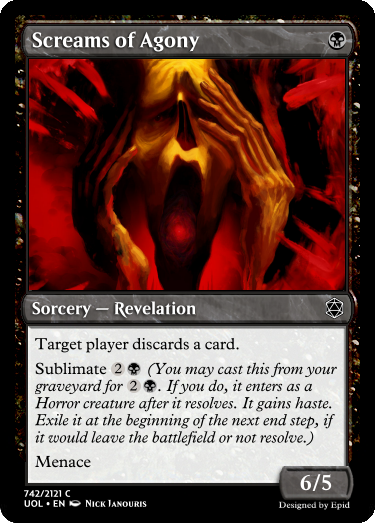 Screams of Agony
Sorcery — Revelation
Target player discards a card.
Sublimate 2 (You may cast this from your
graveyard for 2 . If you do, it enters as a
Horror creature after it resolves. It gains haste.
Exile it at the beginning of the next end step, if
it would leave the battlefield or not resolve.)
Menace
6/5
742/2121 C
UOL • EN Nick Janouris
Designed by Epid